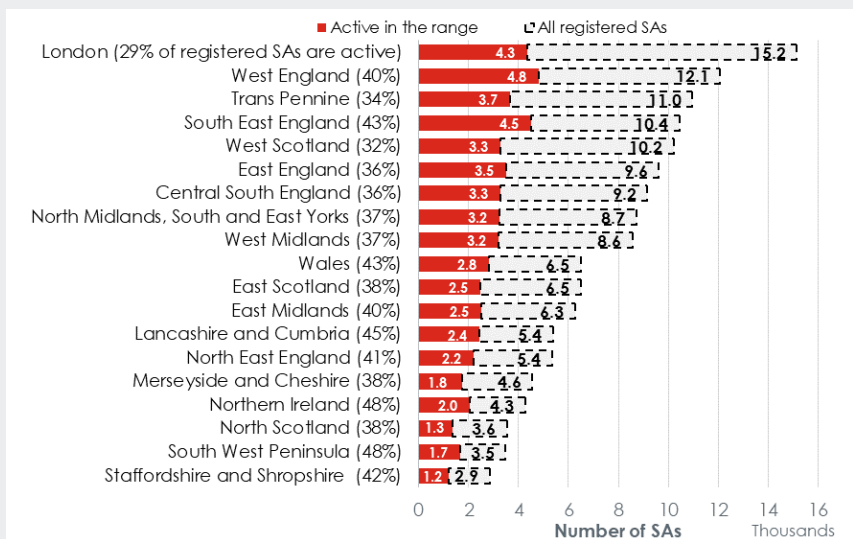 Active in the range All registered SAs
London (29% of registered SAs are active) 4.3 15.2
West England (40%) 4.8 12.1
Trans Pennine (34%) 3.7 11.0
South East England (43%) 4.5 10.4
West Scotland (32%) 3.3 10.2
East England (36%) 3.5 9.6
Central South England (36%) 3.3 9.2
North Midlands, South and East Yorks (37%) 3.2 8.7
West Midlands (37%) 3.2 8.6
Wales (43%) 2.8 6.5
East Scotland (38%) 2.5 6.5
East Midlands (40%) 2.5 6.3
Lancashire and Cumbria (45%) 2.4 5.4
North East England (41%) 2.2 5.4
Merseyside and Cheshire (38%) 1.8 4.6
Northern Ireland (48%) 2.0 4.3
North Scotland (38%) 1.3 3.6
South West Peninsula (48%) 1.7 3.5
Staffordshire and Shropshire (42%) 1.2 2.9
0 2 4 6 8 10 12 14 16
Number of SAs Thousands